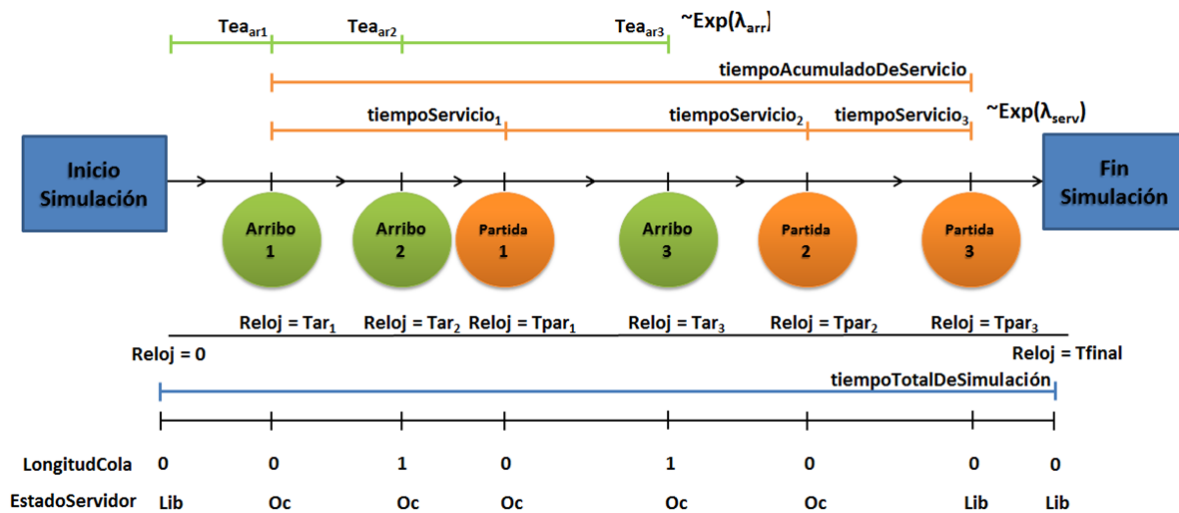 Tea_ar1 Tea_ar2 Tea_ar3 ~Exp(λ_arr)
tiempoAcumuladoDeServicio
tiempoServicio_1 tiempoServicio_2 tiempoServicio_3 ~Exp(λ_serv)
Inicio
Simulación
Arribo
1
Arribo
2
Partida
1
Arribo
3
Partida
2
Partida
3
Fin
Simulación
Reloj = Tar_1 Reloj = Tar_2 Reloj = Tpar_1 Reloj = Tar_3 Reloj = Tpar_2 Reloj = Tpar_3
Reloj = 0 Reloj = Tfinal
tiempoTotalDeSimulación
LongitudCola 0 0 1 0 1 0 0 0
EstadoServidor Lib Oc Oc Oc Oc Oc Lib Lib